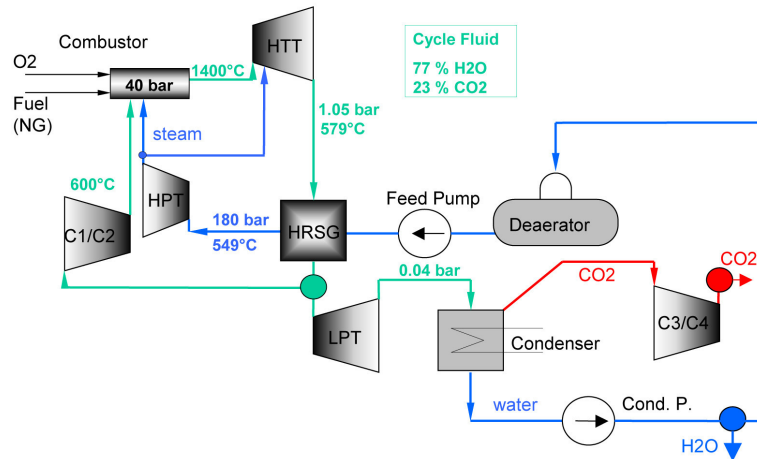 Combustor
HTT
Cycle Fluid
O2
1400°C
77 % H2O
40 bar
23 % CO2
Fuel
(NG)
1.05 bar
579°C
steam
600°C
HPT
Feed Pump
180 bar
HRSG
Deaerator
C1/C2
549°C
0.04 bar
CO2
CO2
LPT
C3/C4
Condenser
water
Cond. P.
H2O